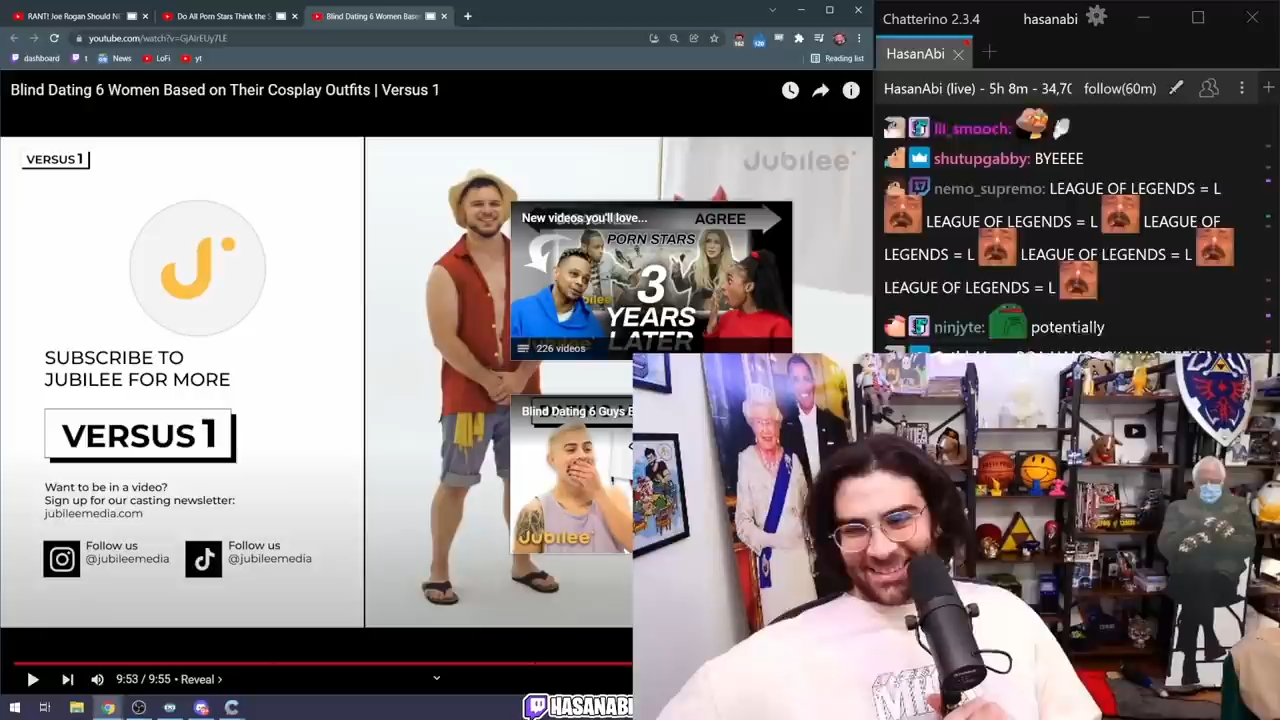 RANT! Joe Rogan Should N
Do All Porn Stars Think the S
Blind Dating 6 Women Base
youtube.com/watch?v=GjAIrEUy7LE
dashboard
t
News
LoFi
yt
Reading list
Blind Dating 6 Women Based on Their Cosplay Outfits | Versus 1
VERSUS 1
Jubilee
SUBSCRIBE TO
JUBILEE FOR MORE
VERSUS 1
Want to be in a video?
Sign up for our casting newsletter:
jubileemedia.com
Follow us
@jubileemedia
Follow us
@jubileemedia
New videos you'll love...
AGREE
PORN STARS
3
YEARS
LATER
226 videos
Blind Dating 6 Guys B
Jubilee
9:53 / 9:55 • Reveal ›
HASANABI
Chatterino 2.3.4
hasanabi
HasanAbi
HasanAbi (live) - 5h 8m - 34,7
follow(60m)
lil_smooch:
shutupgabby: BYEEEE
nemo_supremo: LEAGUE OF LEGENDS = L
LEAGUE OF LEGENDS = L LEAGUE OF
LEGENDS = L LEAGUE OF LEGENDS = L
LEAGUE OF LEGENDS = L
ninjyte: potentially